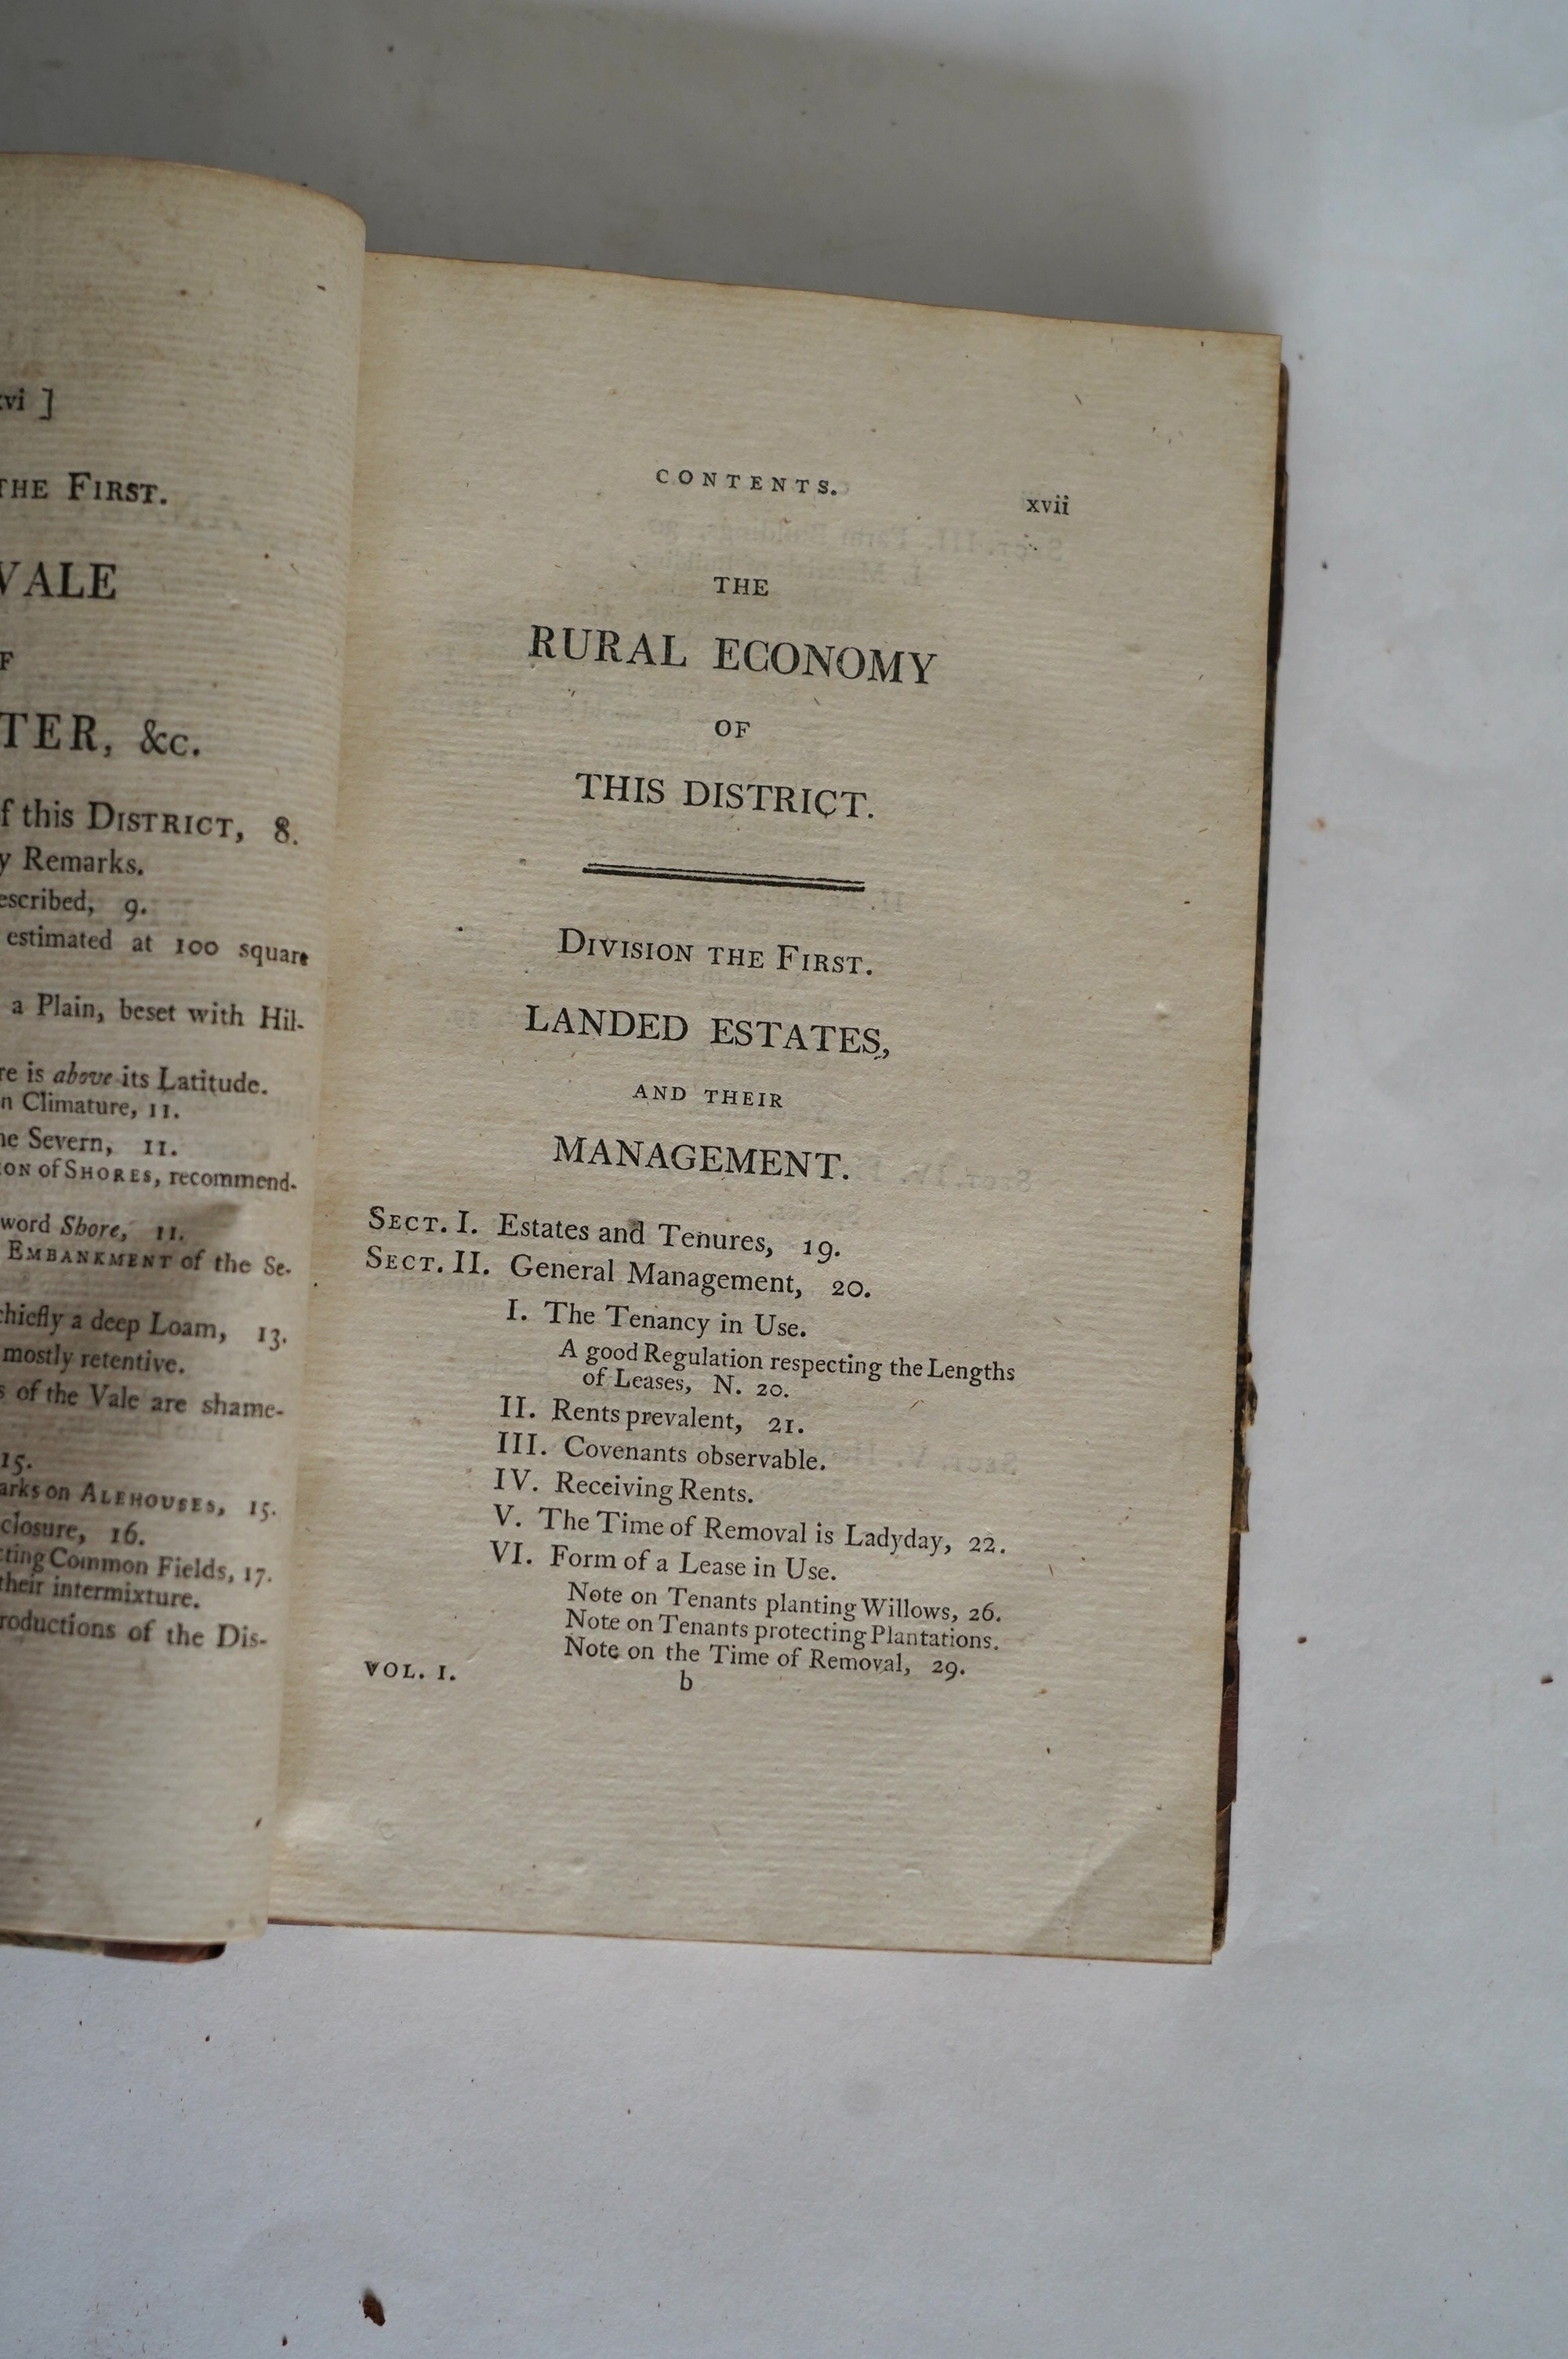 vi ]
THE FIRST.
VALE
F
TER, &c.
f this DISTRICT, 8.
y Remarks.
escribed, 9.
estimated at 100 square
a Plain, beset with Hil-
re is above its Latitude.
n Climature, 11.
he Severn, 11.
ION of SHORES, recommend-
word Shore, 11.
EMBANKMENT of the Se-
chiefly a deep Loam, 13.
mostly retentive.
s of the Vale are shame-
15.
arks on ALEHOUSES, 15.
closure, 16.
cting Common Fields, 17.
their intermixture.
roductions of the Dis-
CONTENTS. xvii
THE
RURAL ECONOMY
OF
THIS DISTRICT.
DIVISION THE FIRST.
LANDED ESTATES,
AND THEIR
MANAGEMENT.
SECT. I. Estates and Tenures, 19.
SECT. II. General Management, 20.
I. The Tenancy in Use.
A good Regulation respecting the Lengths
of Leases, N. 20.
II. Rents prevalent, 21.
III. Covenants observable.
IV. Receiving Rents.
V. The Time of Removal is Ladyday, 22.
VI. Form of a Lease in Use.
Note on Tenants planting Willows, 26.
Note on Tenants protecting Plantations.
Note on the Time of Removal, 29.
VOL. I. b